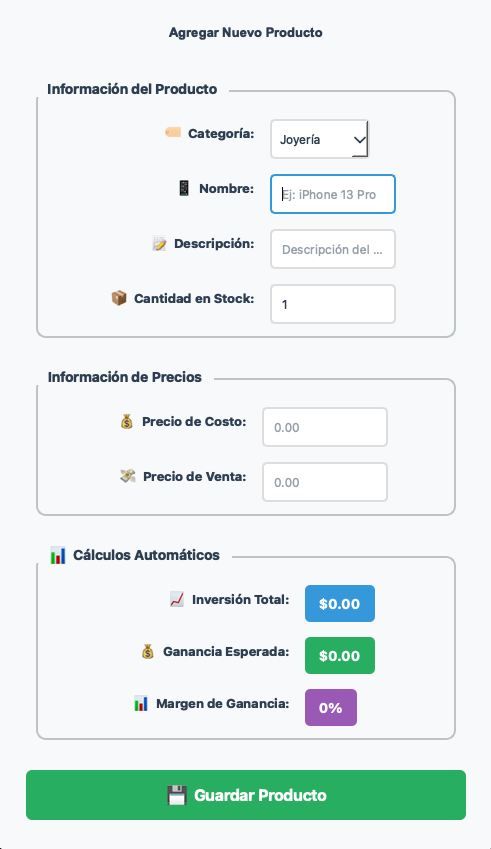 Agregar Nuevo Producto
Información del Producto
Categoría: Joyería
Nombre: Ej: iPhone 13 Pro
Descripción: Descripción del ...
Cantidad en Stock: 1
Información de Precios
Precio de Costo: 0.00
Precio de Venta: 0.00
Cálculos Automáticos
Inversión Total: $0.00
Ganancia Esperada: $0.00
Margen de Ganancia: 0%
Guardar Producto